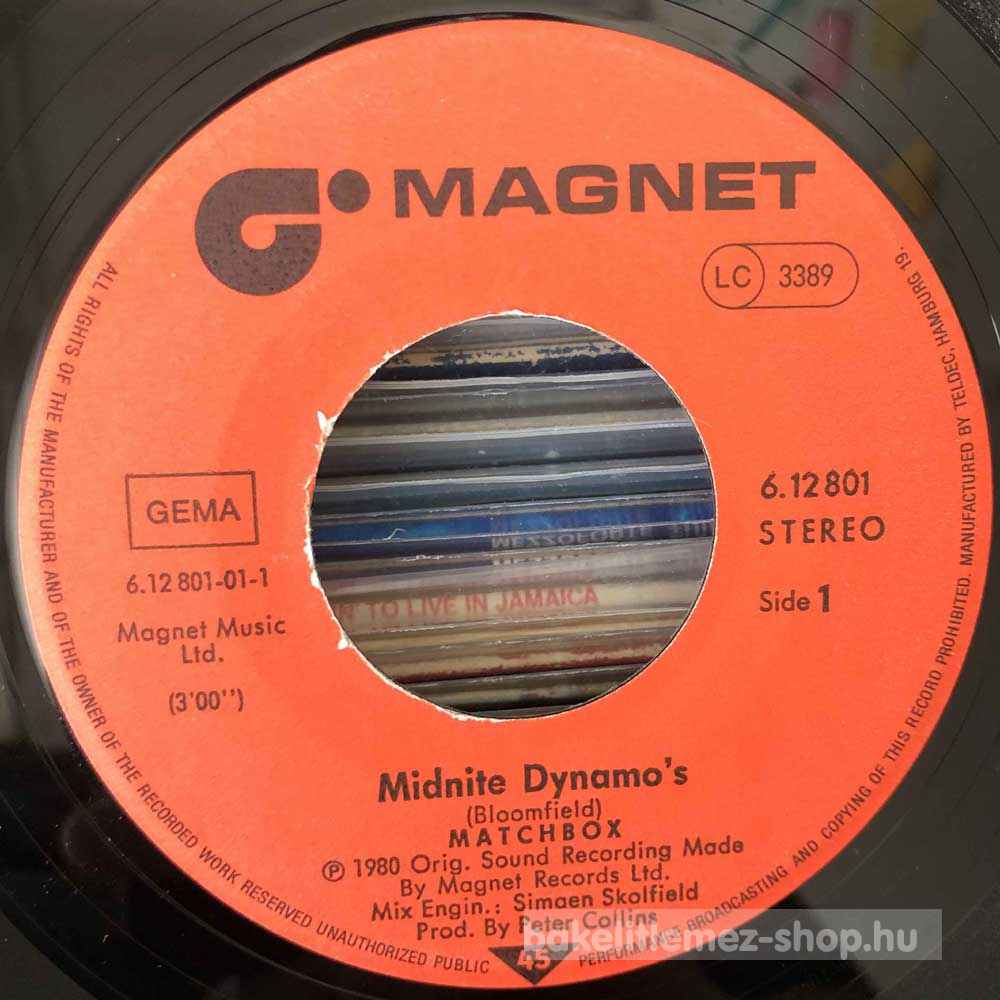 MAGNET
LC 3389
GEMA
6.12 801-01-1
Magnet Music
Ltd.
(3'00'')
6.12 801
STEREO
Side 1
TO LIVE IN JAMAICA
Midnite Dynamo's
(Bloomfield)
MATCHBOX
℗ 1980 Orig. Sound Recording Made
By Magnet Records Ltd.
Mix Engin.: Simaen Skolfield
Prod. By Peter Collins
45
ALL RIGHTS OF THE MANUFACTURER AND OF THE OWNER OF THE RECORDED WORK RESERVED UNAUTHORIZED PUBLIC PERFORMANCE BROADCASTING AND COPYING OF THIS RECORD PROHIBITED. MANUFACTURED BY TELDEC, HAMBURG 19.
bakelitlemez-shop.hu